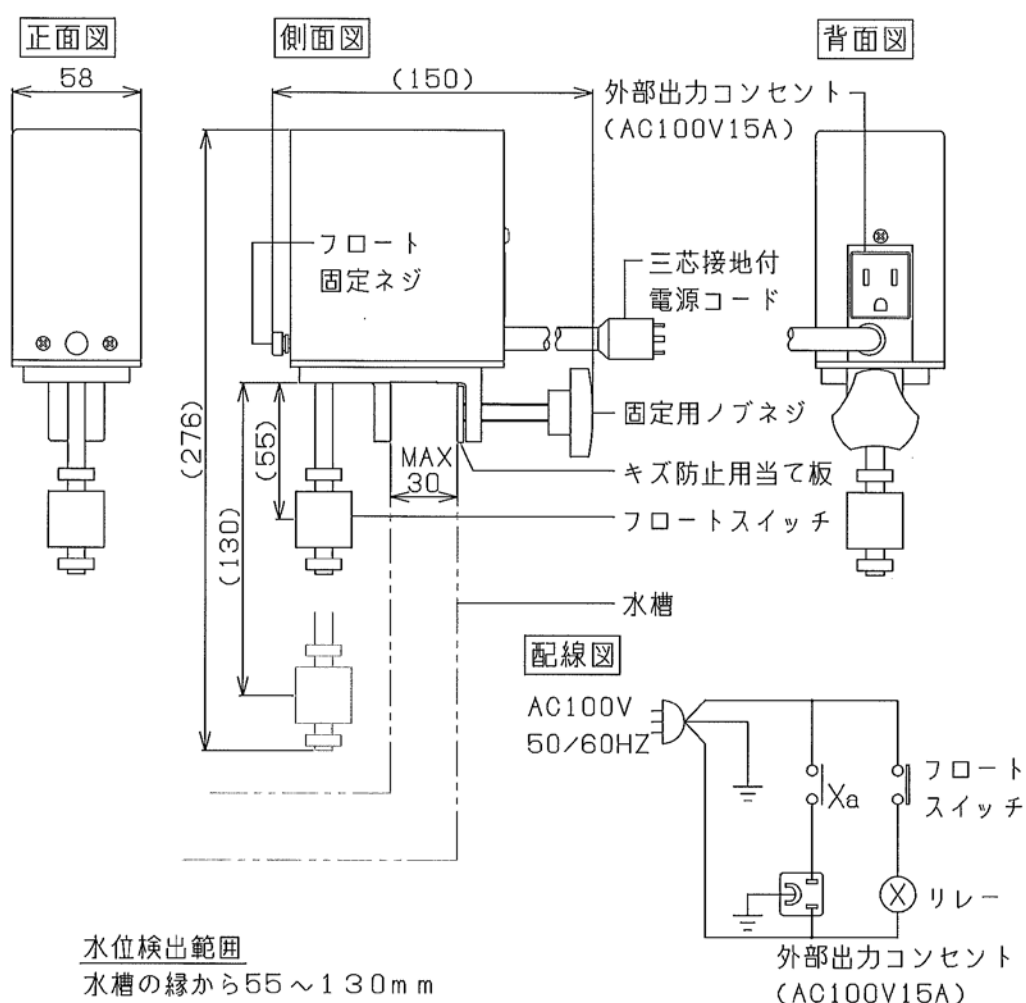 正面図
側面図
背面図
58
(150)
外部出力コンセント
(AC100V15A)
フロート
固定ネジ
三芯接地付
電源コード
(276)
(55)
(130)
MAX
30
固定用ノブネジ
キズ防止用当て板
フロートスイッチ
水槽
配線図
AC100V
50/60HZ
Xa
フロート
スイッチ
X
リレー
外部出力コンセント
(AC100V15A)
水位検出範囲
水槽の縁から55~130mm